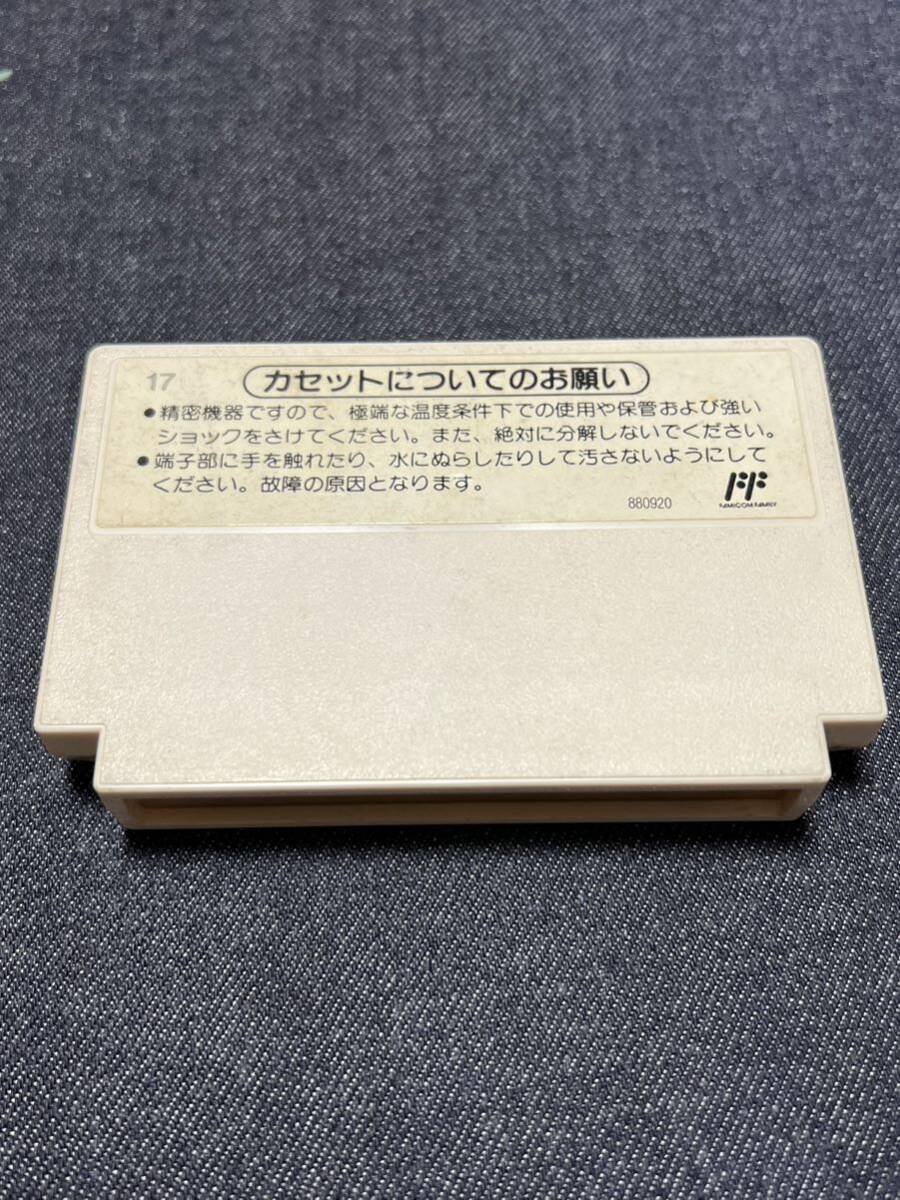 17
カセットについてのお願い
●精密機器ですので、極端な温度条件下での使用や保管および強い
ショックをさけてください。また、絶対に分解しないでください。
●端子部に手を触れたり、水にぬらしたりして汚さないようにして
ください。故障の原因となります。
880920
FF
FAMICOM FAMILY